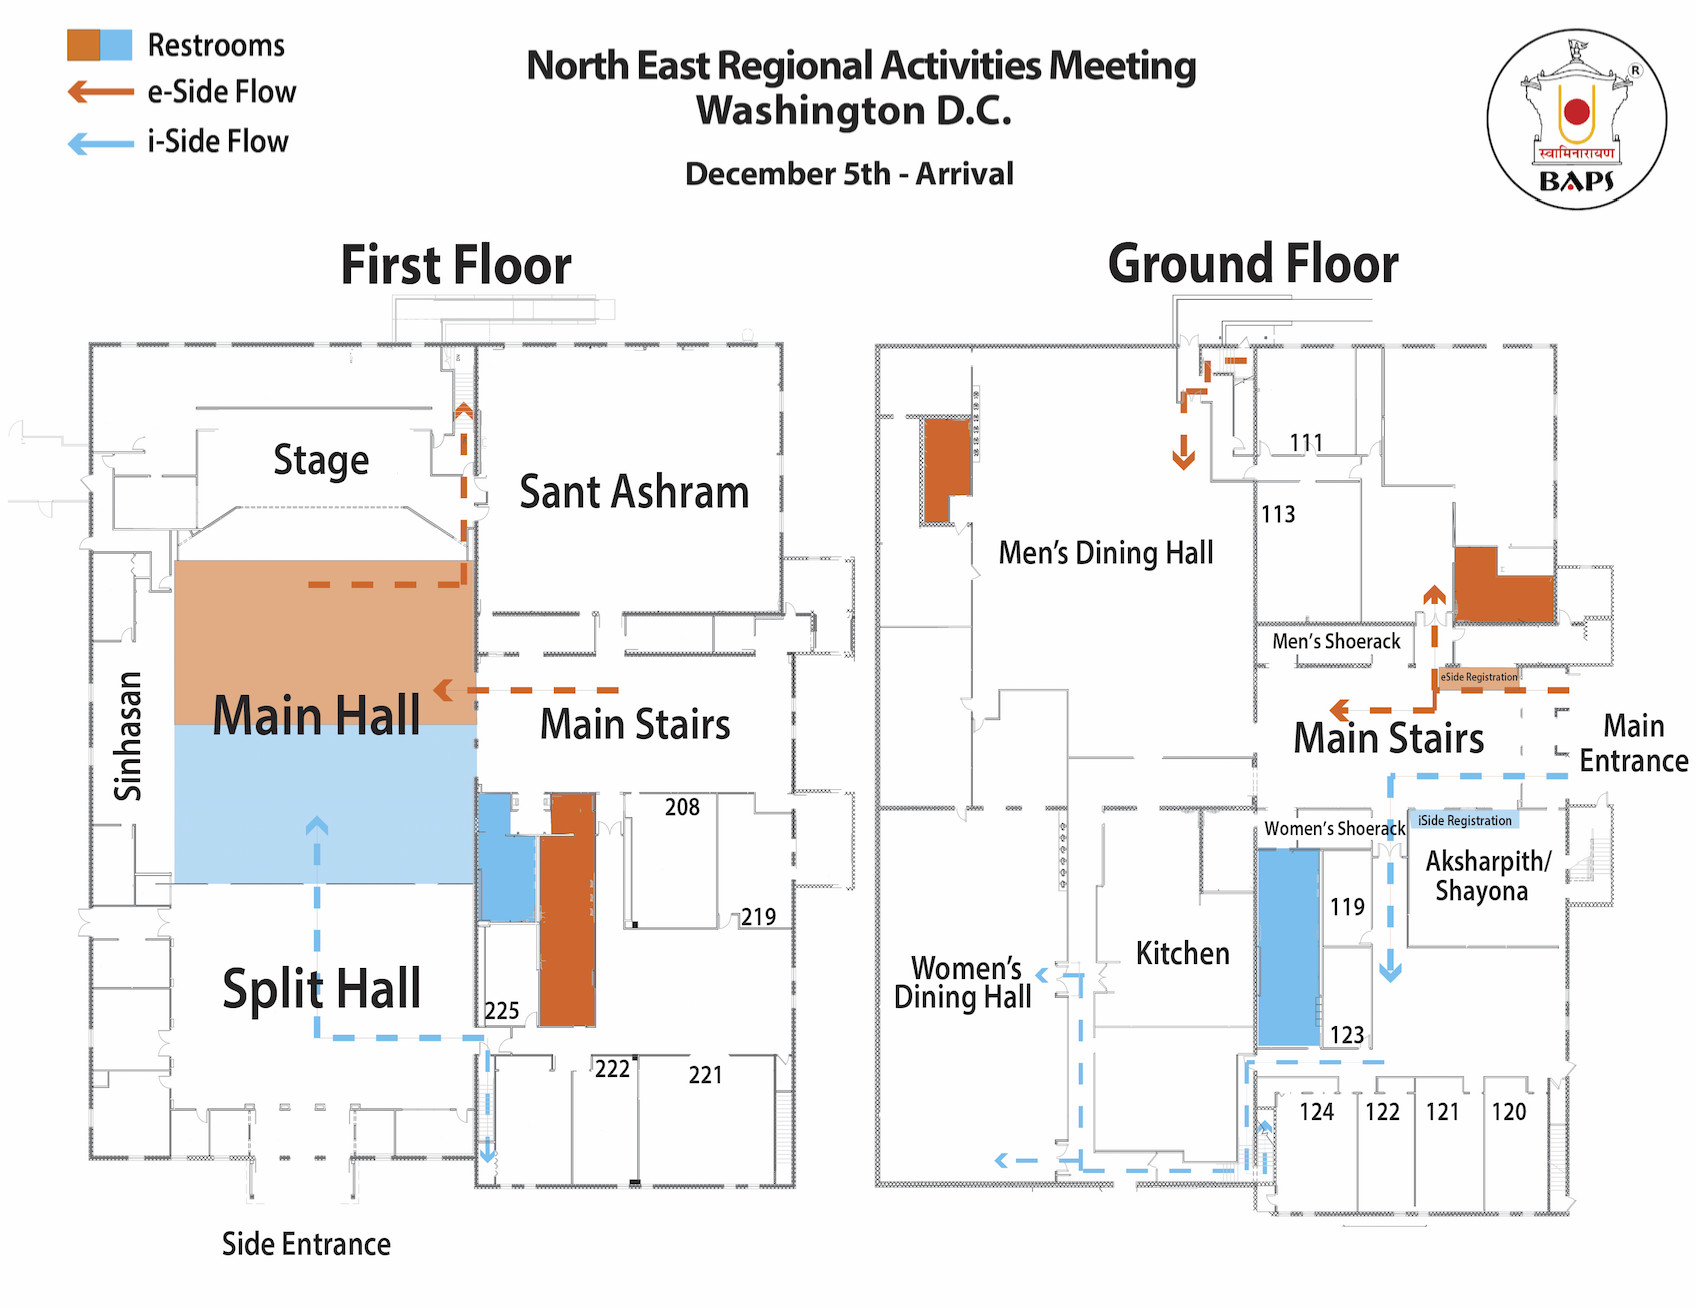 Restrooms
e-Side Flow
i-Side Flow
North East Regional Activities Meeting
Washington D.C.
December 5th - Arrival
®
स्वामिनारायण
BAPS
First Floor
Stage
Sant Ashram
Main Hall
Sinhasan
Main Stairs
208
219
Split Hall
225
222
221
Side Entrance
Ground Floor
111
113
Men's Dining Hall
Men's Shoerack
eSide Registration
Main Stairs
Main
Entrance
Women's Shoerack
iSide Registration
Aksharpith/
Shayona
119
Kitchen
Women's
Dining Hall
123
124
122
121
120